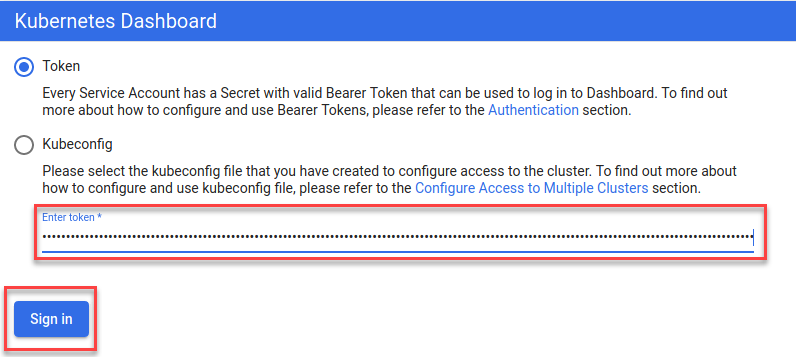 Kubernetes Dashboard
Token
Every Service Account has a Secret with valid Bearer Token that can be used to log in to Dashboard. To find out
more about how to configure and use Bearer Tokens, please refer to the Authentication section.
Kubeconfig
Please select the kubeconfig file that you have created to configure access to the cluster. To find out more about
how to configure and use kubeconfig file, please refer to the Configure Access to Multiple Clusters section.
Enter token *
Sign in